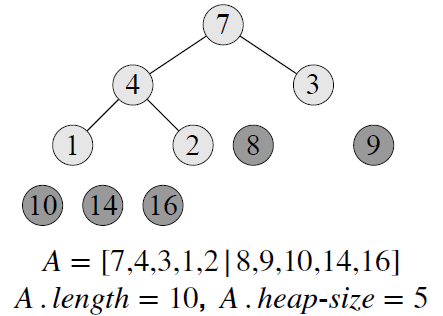 7
4 3
1 2 8 9
10 14 16
A = [7,4,3,1,2|8,9,10,14,16]
A.length = 10, A.heap-size = 5